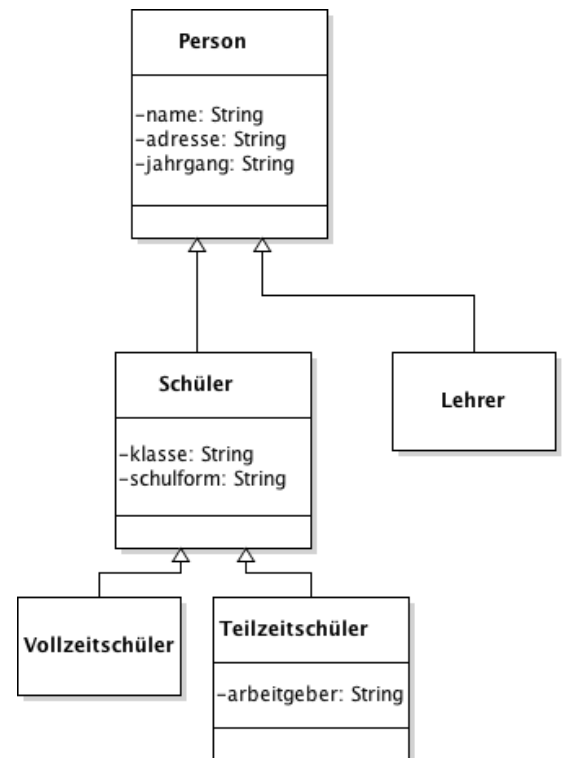 Person
-name: String
-adresse: String
-jahrgang: String
Schüler
-klasse: String
-schulform: String
Lehrer
Vollzeitschüler
Teilzeitschüler
-arbeitgeber: String